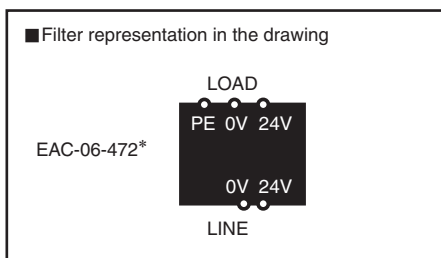 ■Filter representation in the drawing
LOAD
PE 0V 24V
EAC-06-472*
0V 24V
LINE